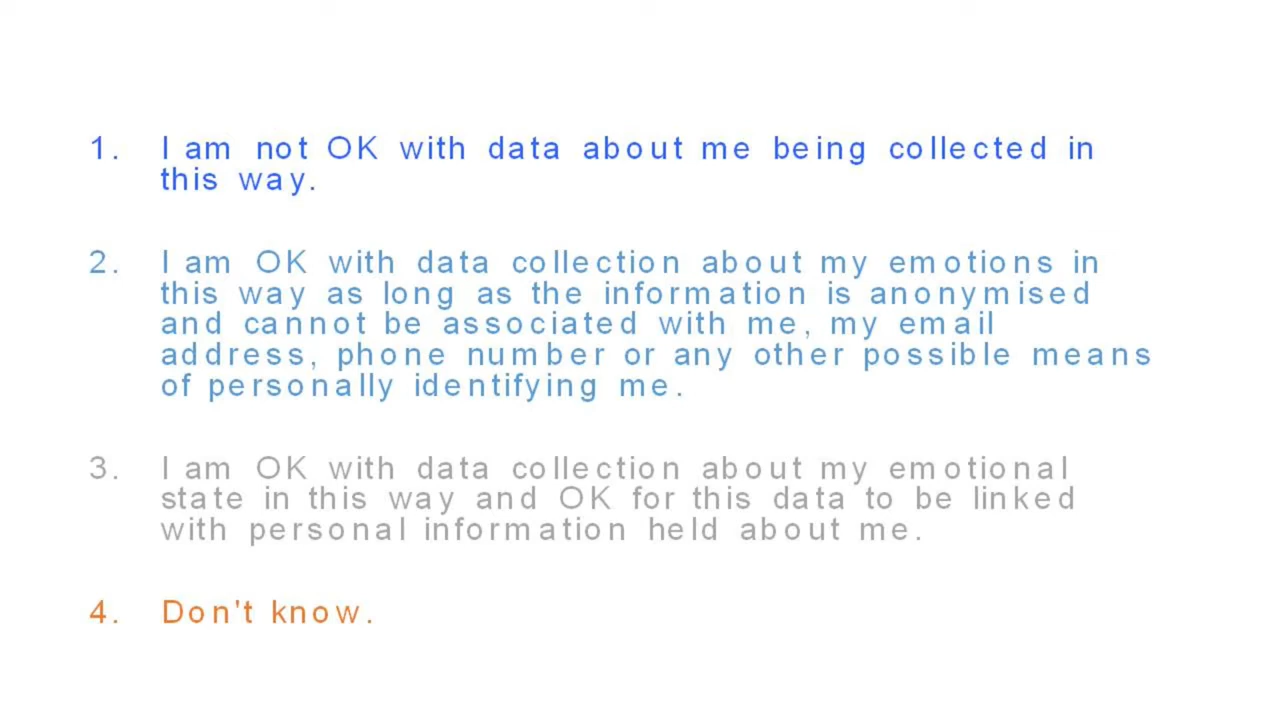 1. I am not OK with data about me being collected in
this way.
2. I am OK with data collection about my emotions in
this way as long as the information is anonymised
and cannot be associated with me, my email
address, phone number or any other possible means
of personally identifying me.
3. I am OK with data collection about my emotional
state in this way and OK for this data to be linked
with personal information held about me.
4. Don't know.